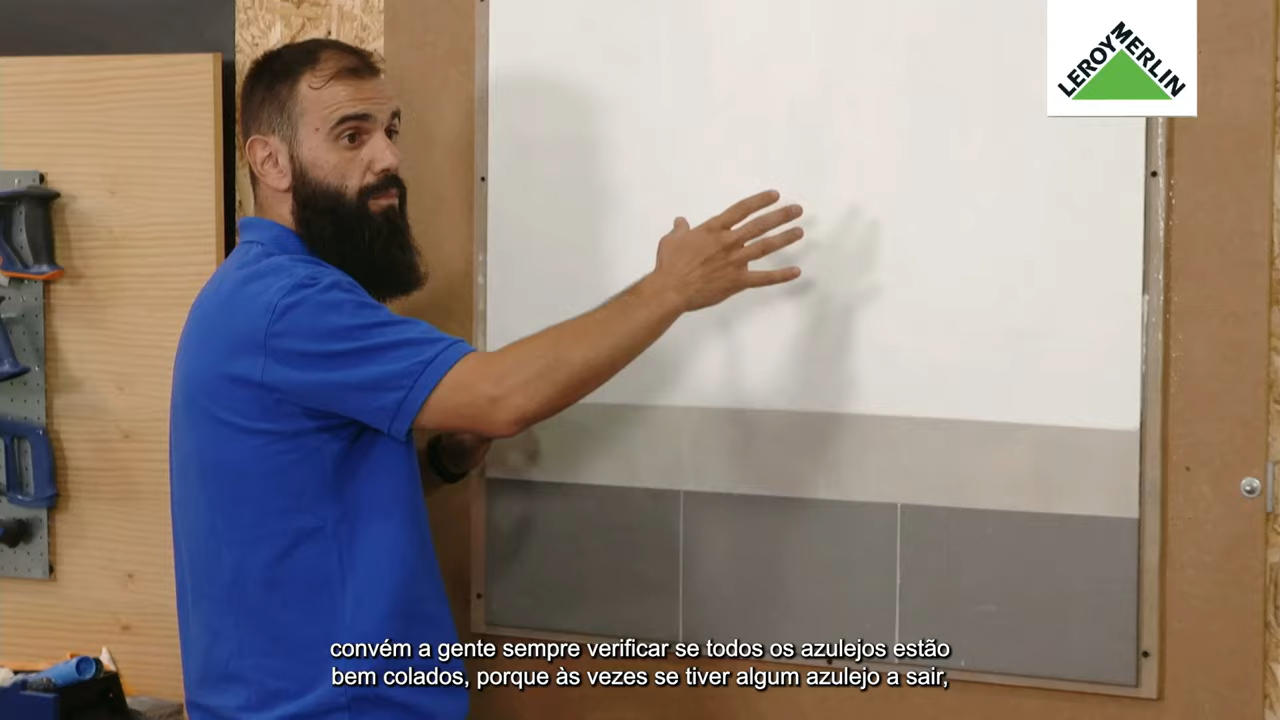 LEROY MERLIN
convém a gente sempre verificar se todos os azulejos estão
bem colados, porque às vezes se tiver algum azulejo a sair,